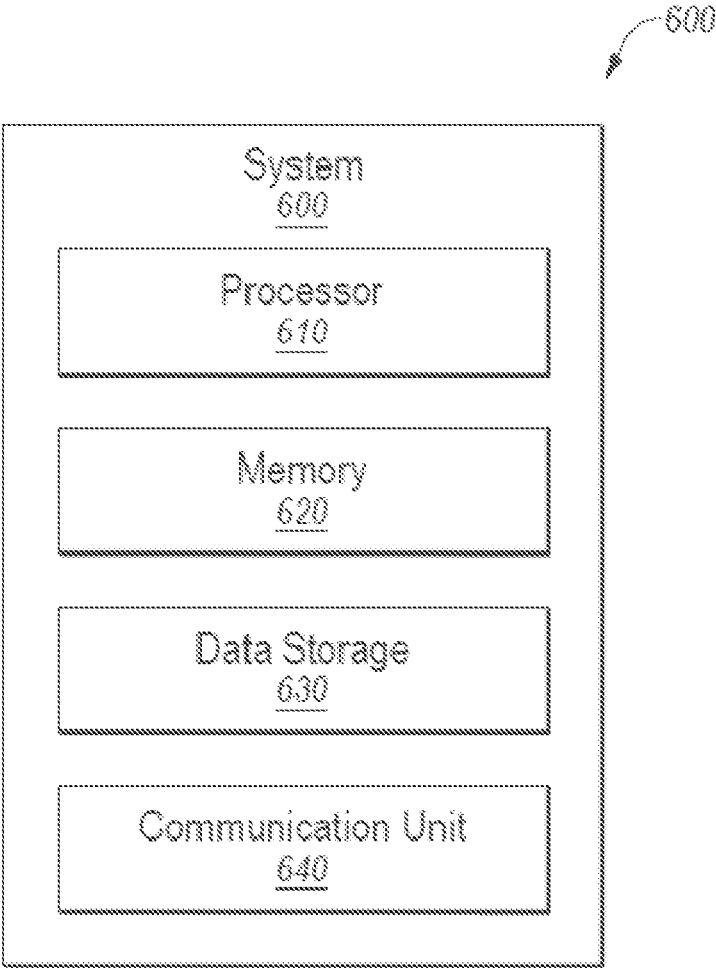 600
System
600
Processor
610
Memory
620
Data Storage
630
Communication Unit
640